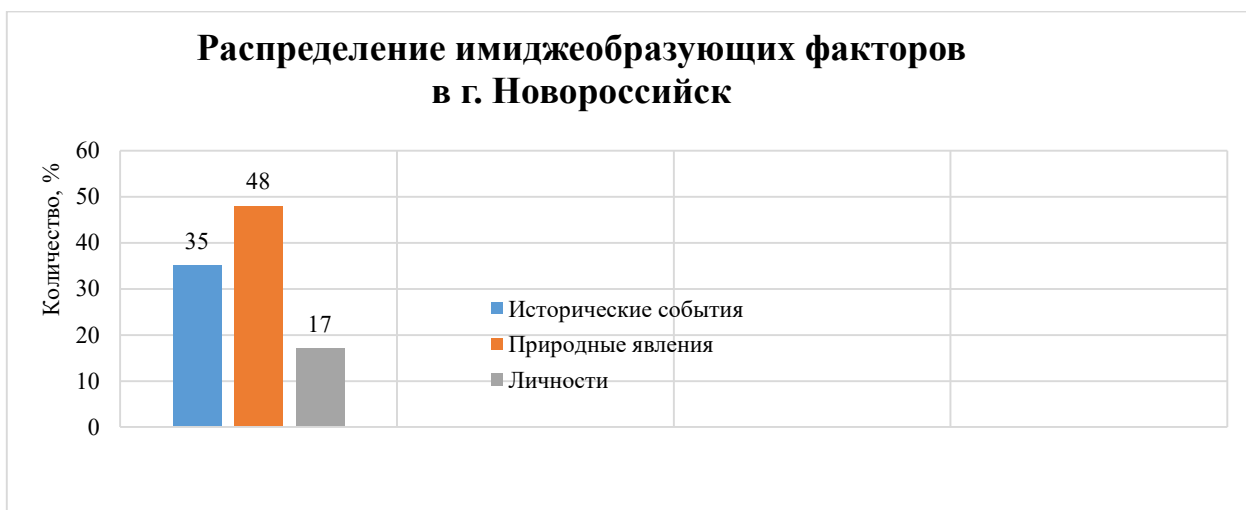 Распределение имиджеобразующих факторов
в г. Новороссийск
Количество, %
60
50
40
30
20
10
0
35
48
17
Исторические события
Природные явления
Личности